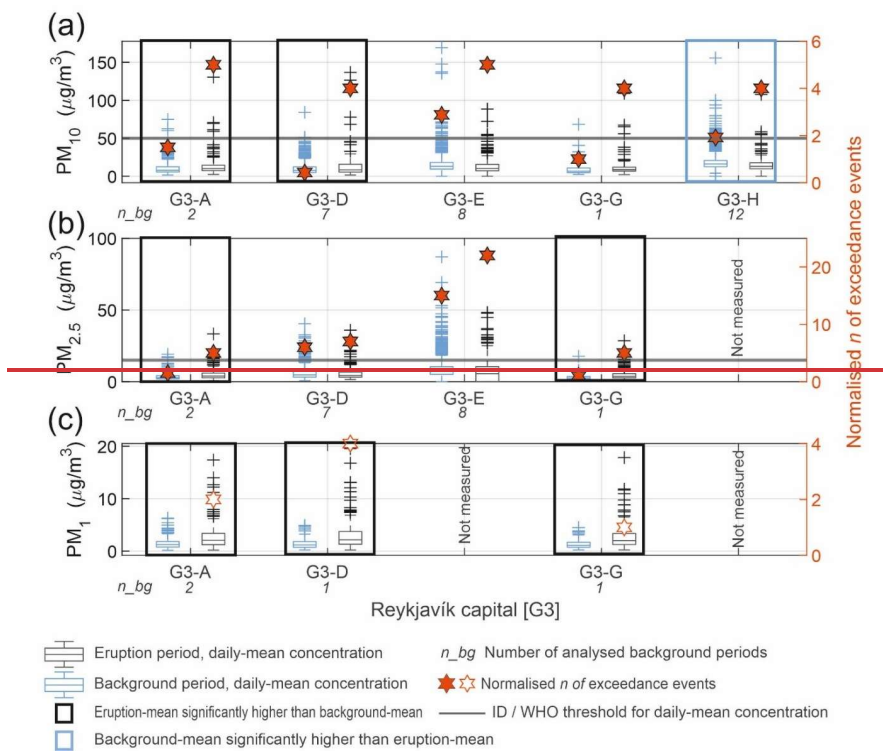 (a)
PM10 (µg/m3)
150
100
50
0
6
4
2
0
G3-A G3-D G3-E G3-G G3-H
n_bg 2 7 8 1 12
(b)
PM2.5 (µg/m3)
100
50
0
20
10
0
Not measured
G3-A G3-D G3-E G3-G
n_bg 2 7 8 1
Normalised n of exceedance events
(c)
PM1 (µg/m3)
20
10
0
4
2
0
Not measured
Not measured
G3-A G3-D G3-G
n_bg 2 1 1
Reykjavík capital [G3]
Eruption period, daily-mean concentration
n_bg Number of analysed background periods
Background period, daily-mean concentration
Normalised n of exceedance events
Eruption-mean significantly higher than background-mean
ID / WHO threshold for daily-mean concentration
Background-mean significantly higher than eruption-mean